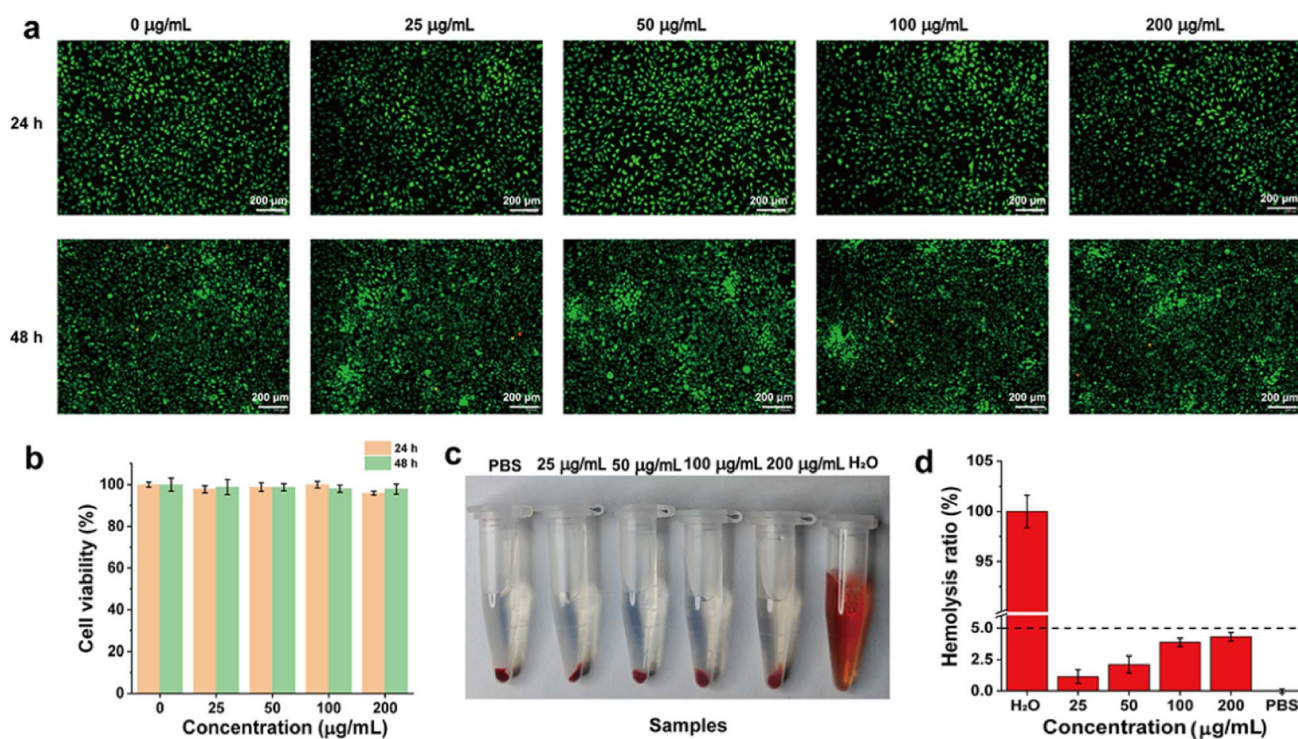 a
0 μg/mL 25 μg/mL 50 μg/mL 100 μg/mL 200 μg/mL
24 h
200 μm 200 μm 200 μm 200 μm 200 μm
48 h
200 μm 200 μm 200 μm 200 μm 200 μm
b
24 h
48 h
Cell viability (%)
100
80
60
40
20
0
0 25 50 100 200
Concentration (μg/mL)
c
PBS 25 μg/mL 50 μg/mL 100 μg/mL 200 μg/mL H₂O
Samples
d
Hemolysis ratio (%)
105
100
95
5.0
2.5
0.0
H₂O 25 50 100 200 PBS
Concentration (μg/mL)